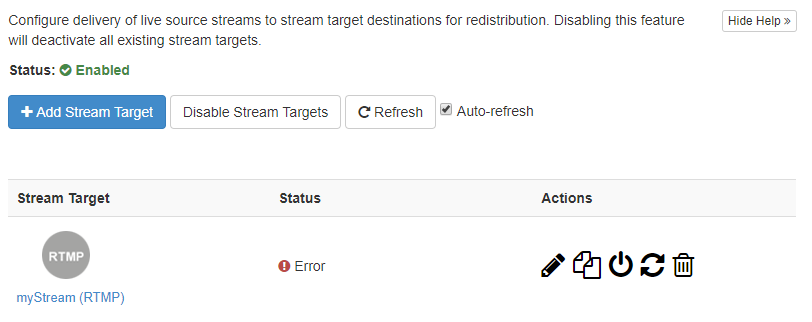 Configure delivery of live source streams to stream target destinations for redistribution. Disabling this feature
will deactivate all existing stream targets.
Hide Help »
Status: Enabled
Add Stream Target
Disable Stream Targets
Refresh
Auto-refresh
Stream Target
Status
Actions
RTMP
Error
myStream (RTMP)